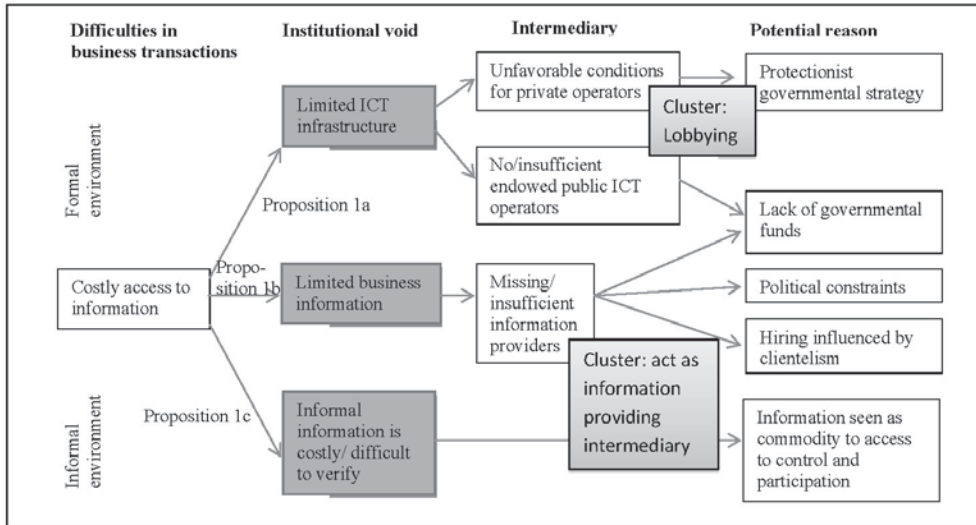 Difficulties in
business transactions
Institutional void
Intermediary
Potential reason
Formal
environment
Informal
environment
Costly access to
information
Proposition 1a
Propo-
sition 1b
Proposition 1c
Limited ICT
infrastructure
Limited business
information
Informal
information is
costly/ difficult
to verify
Unfavorable conditions
for private operators
No/insufficient
endowed public ICT
operators
Missing/
insufficient
information
providers
Cluster:
Lobbying
Cluster: act as
information
providing
intermediary
Protectionist
governmental strategy
Lack of governmental
funds
Political constraints
Hiring influenced by
clientelism
Information seen as
commodity to access
to control and
participation